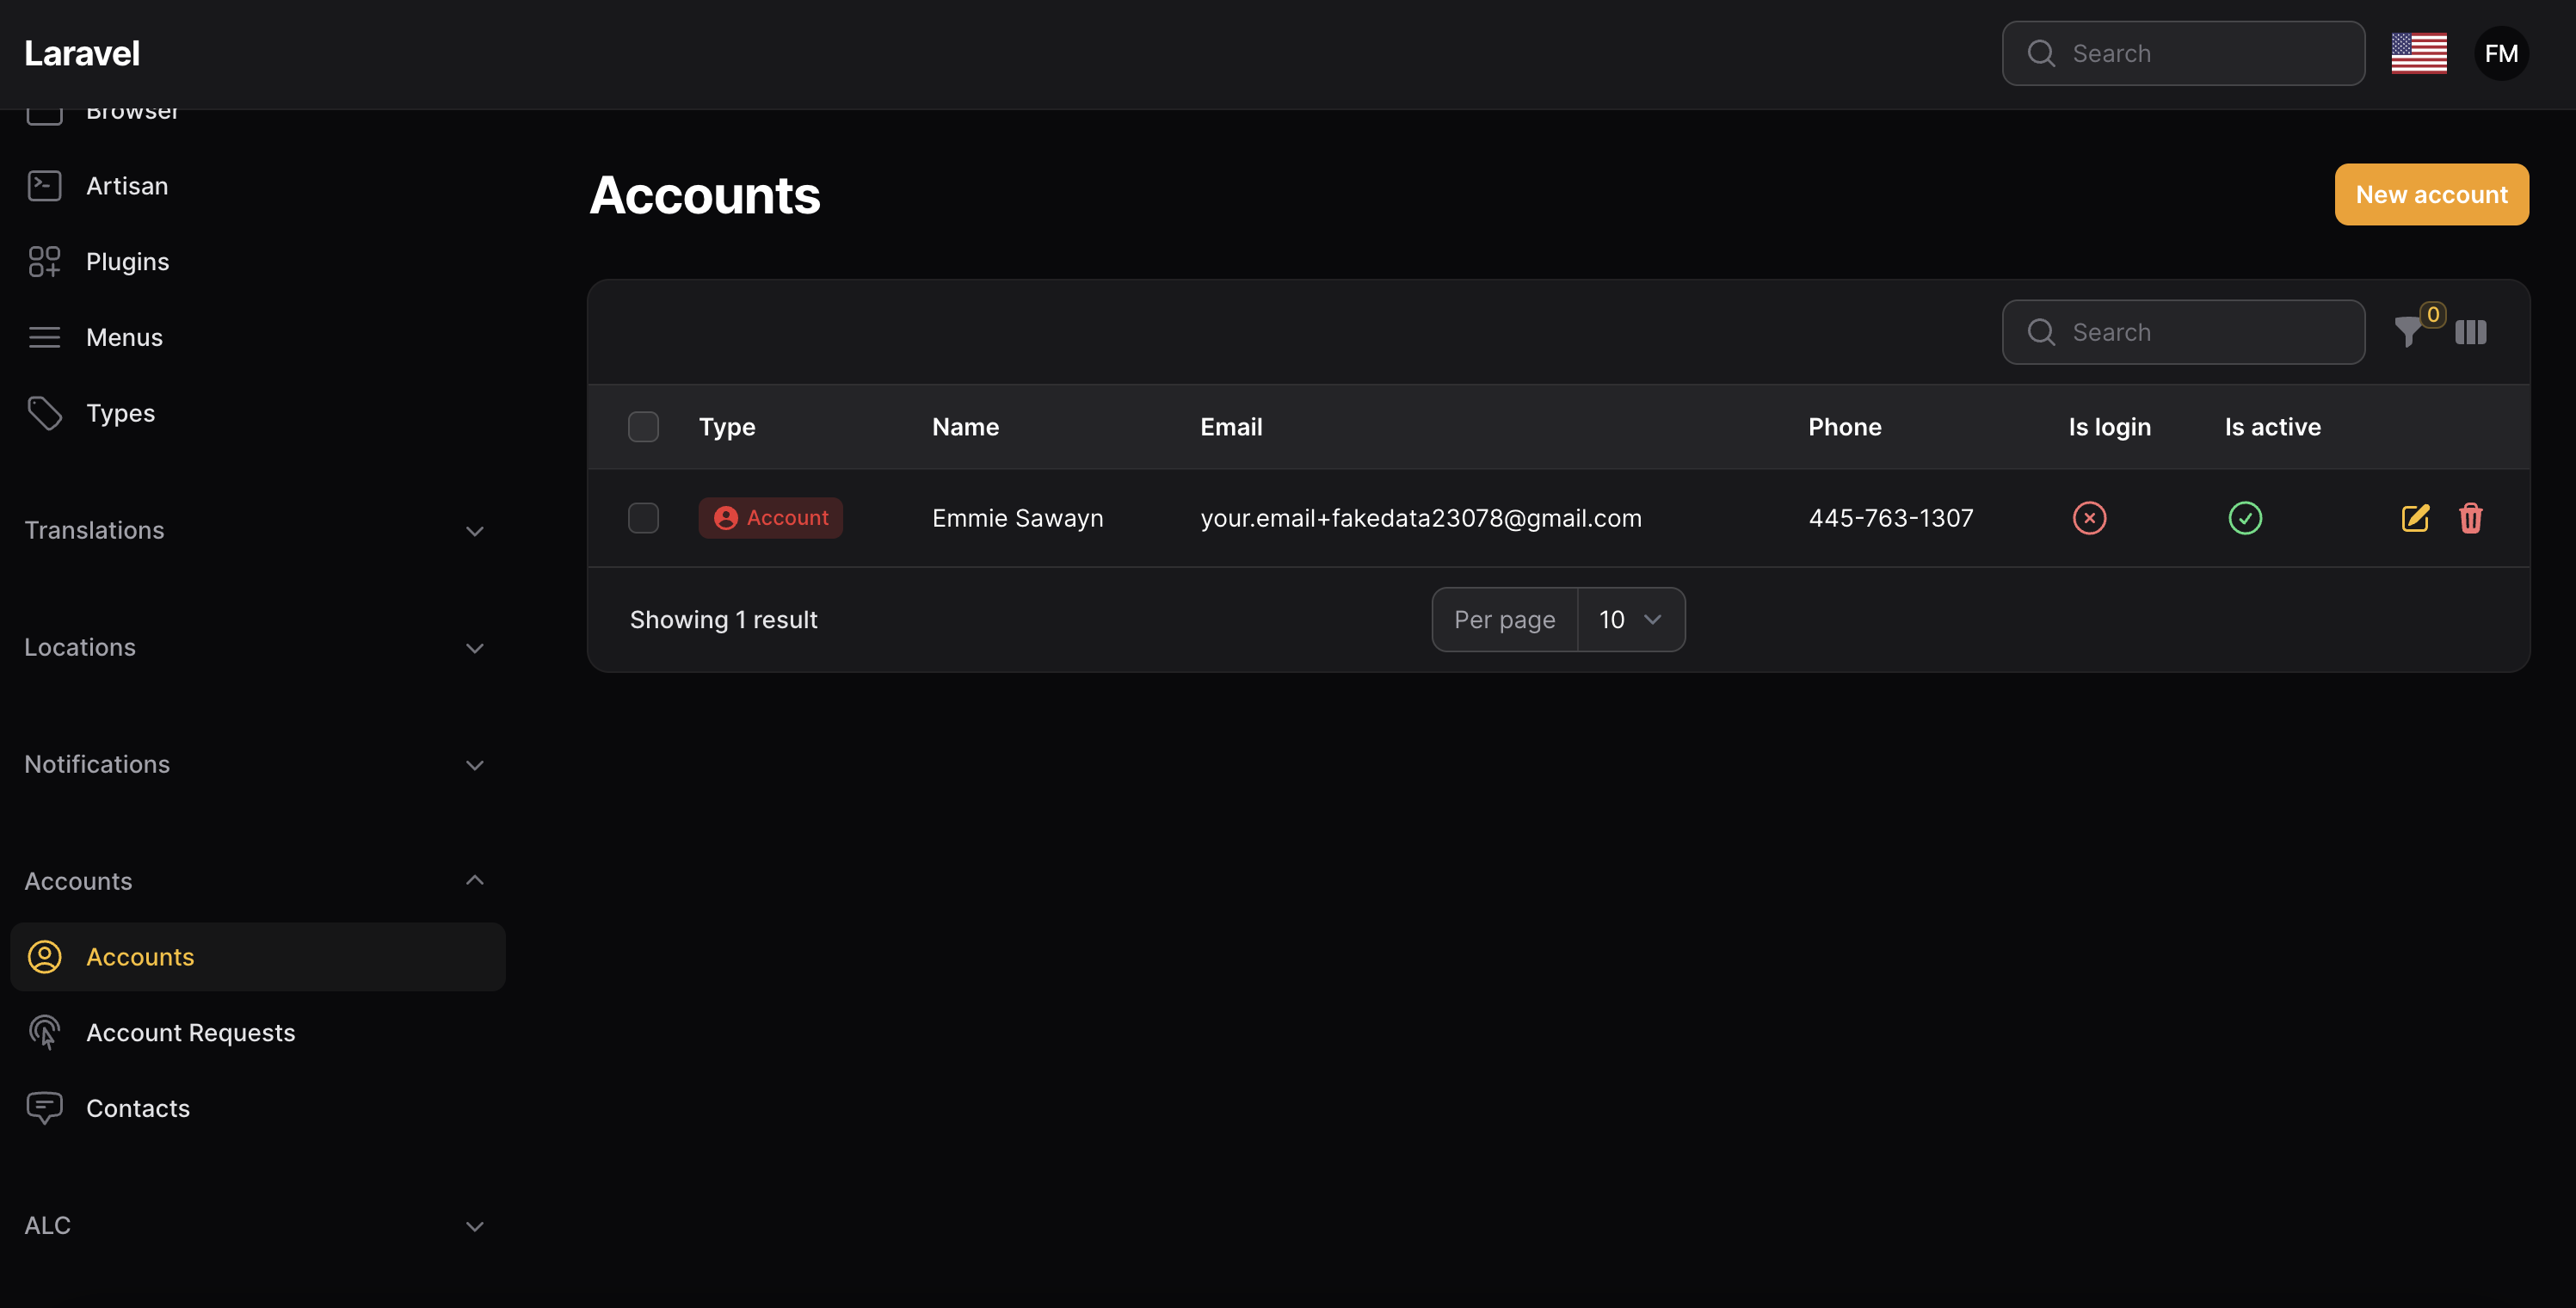 Laravel
Search
FM
Browser
Artisan
Plugins
Menus
Types
Translations
Locations
Notifications
Accounts
Accounts
Account Requests
Contacts
ALC
Accounts
New account
Search
0
Type Name Email Phone Is login Is active
Account Emmie Sawayn your.email+fakedata23078@gmail.com 445-763-1307
Showing 1 result
Per page 10